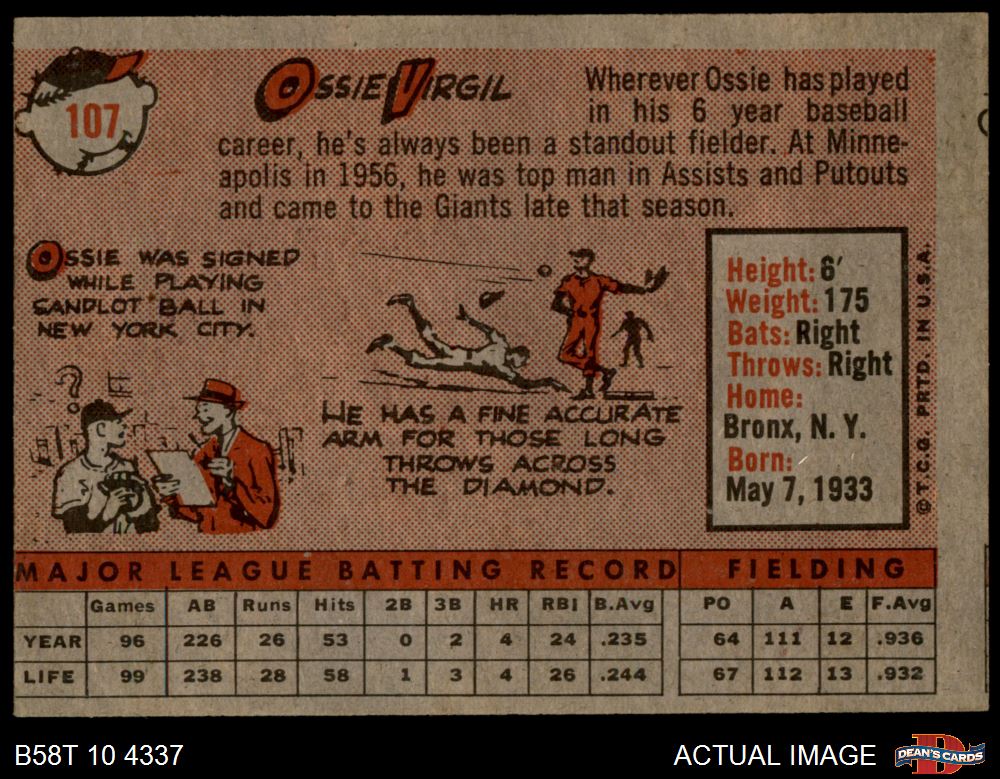 107
OSSIE VIRGIL
Wherever Ossie has played
in his 6 year baseball
career, he's always been a standout fielder. At Minne-
apolis in 1956, he was top man in Assists and Putouts
and came to the Giants late that season.
OSSIE WAS SIGNED
WHILE PLAYING
SANDLOT BALL IN
NEW YORK CITY.
?
HE HAS A FINE ACCURATE
ARM FOR THOSE LONG
THROWS ACROSS
THE DIAMOND.
Height: 6'
Weight: 175
Bats: Right
Throws: Right
Home:
Bronx, N. Y.
Born:
May 7, 1933
© T.C.G. PRTD. IN U.S.A.
MAJOR LEAGUE BATTING RECORD FIELDING
Games AB Runs Hits 2B 3B HR RBI B.Avg PO A E F.Avg
YEAR 96 226 26 53 0 2 4 24 .235 64 111 12 .936
LIFE 99 238 28 58 1 3 4 26 .244 67 112 13 .932
B58T 10 4337 ACTUAL IMAGE DEAN'S CARDS